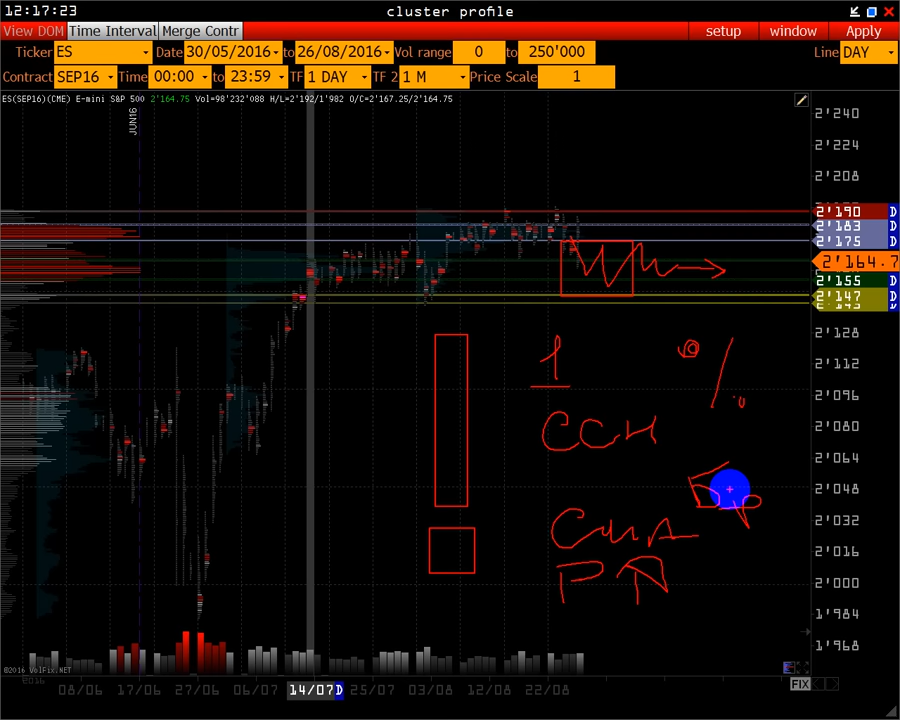 12:17:23 cluster profile
View DOM Time Interval Merge Contr setup window Apply
Ticker ES Date 30/05/2016 to 26/08/2016 Vol range 0 to 250'000 Line DAY
Contract SEP16 Time 00:00 to 23:59 TF 1 DAY TF 2 1 M Price Scale 1
ES(SEP16)(CME) E-mini S&P 500 2'164.75 Vol=98'232'088 H/L=2'192/1'982 O/C=2'167.25/2'164.75
JUN16
2'240
2'224
2'208
2'190 D
2'183 D
2'175 D
2'164.7
2'155 D
2'147 D
2'128
2'112
2'096
2'080
2'064
2'048
2'032
2'016
2'000
1'984
1'968
1 %
©2016 VolFix.NET
2016
08/06 17/06 27/06 06/07 14/07 D 25/07 03/08 12/08 22/08
FIX